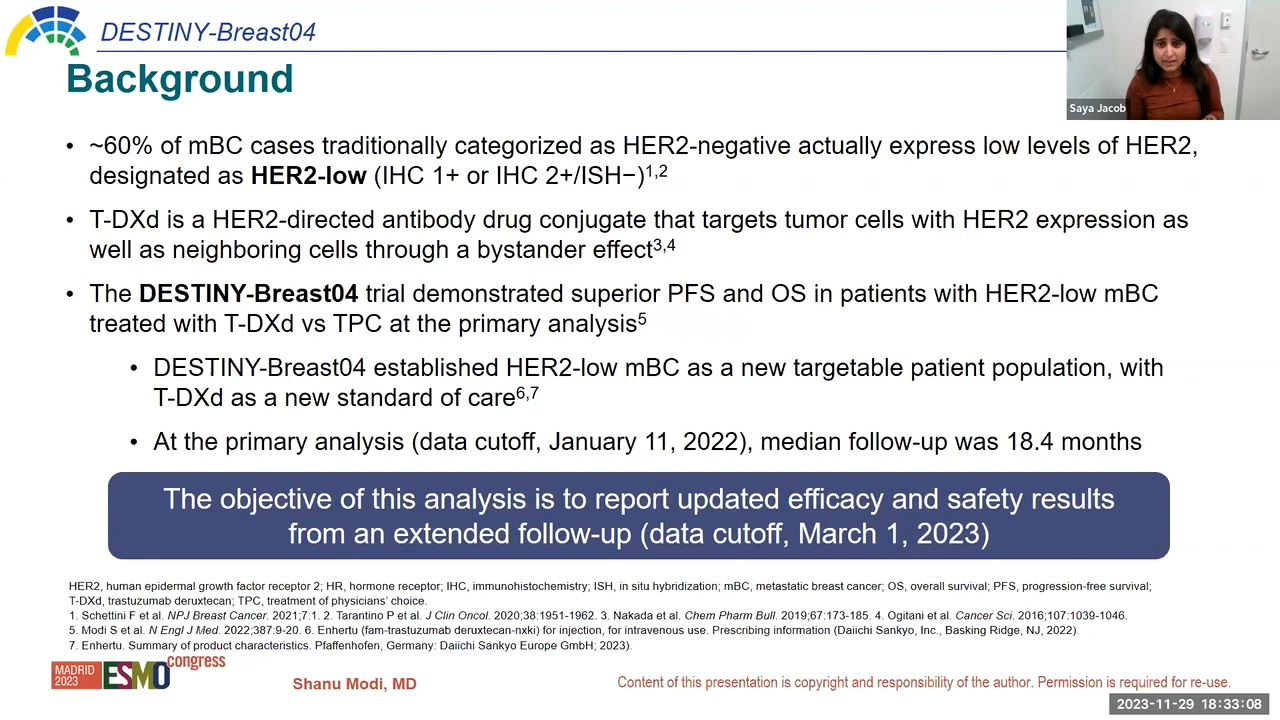 DESTINY-Breast04
Background
Saya Jacob
• ~60% of mBC cases traditionally categorized as HER2-negative actually express low levels of HER2,
designated as HER2-low (IHC 1+ or IHC 2+/ISH−)1,2
• T-DXd is a HER2-directed antibody drug conjugate that targets tumor cells with HER2 expression as
well as neighboring cells through a bystander effect3,4
• The DESTINY-Breast04 trial demonstrated superior PFS and OS in patients with HER2-low mBC
treated with T-DXd vs TPC at the primary analysis5
• DESTINY-Breast04 established HER2-low mBC as a new targetable patient population, with
T-DXd as a new standard of care6,7
• At the primary analysis (data cutoff, January 11, 2022), median follow-up was 18.4 months
The objective of this analysis is to report updated efficacy and safety results
from an extended follow-up (data cutoff, March 1, 2023)
HER2, human epidermal growth factor receptor 2; HR, hormone receptor; IHC, immunohistochemistry; ISH, in situ hybridization; mBC, metastatic breast cancer; OS, overall survival; PFS, progression-free survival;
T-DXd, trastuzumab deruxtecan; TPC, treatment of physicians' choice.
1. Schettini F et al. NPJ Breast Cancer. 2021;7:1. 2. Tarantino P et al. J Clin Oncol. 2020;38:1951-1962. 3. Nakada et al. Chem Pharm Bull. 2019;67:173-185. 4. Ogitani et al. Cancer Sci. 2016;107:1039-1046.
5. Modi S et al. N Engl J Med. 2022;387:9-20. 6. Enhertu (fam-trastuzumab deruxtecan-nxki) for injection, for intravenous use. Prescribing information (Daiichi Sankyo, Inc., Basking Ridge, NJ, 2022).
7. Enhertu. Summary of product characteristics. Pfaffenhofen, Germany: Daiichi Sankyo Europe GmbH; 2023).
MADRID
2023
ESMO congress
Shanu Modi, MD
Content of this presentation is copyright and responsibility of the author. Permission is required for re-use.
2023-11-29 18:33:08